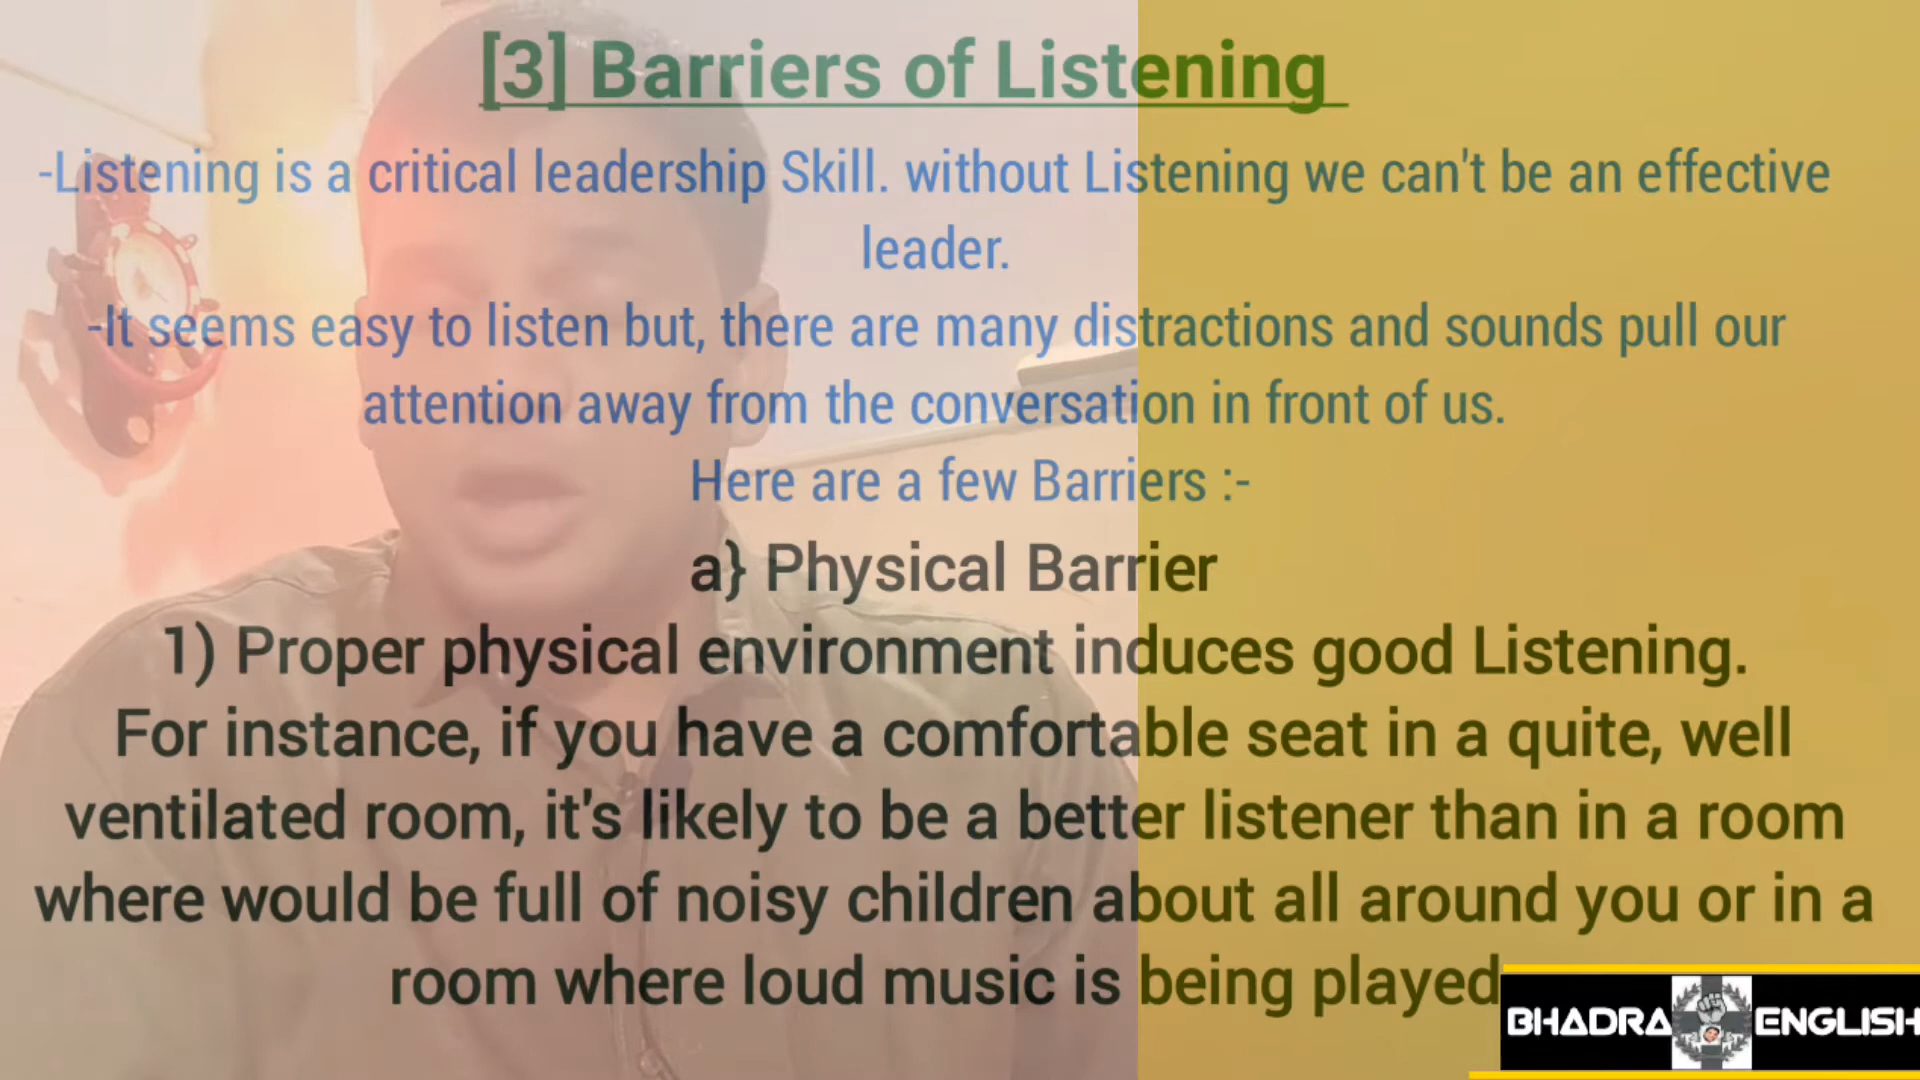 [3] Barriers of Listening
-Listening is a critical leadership Skill. without Listening we can't be an effective
leader.
-It seems easy to listen but, there are many distractions and sounds pull our
attention away from the conversation in front of us.
Here are a few Barriers :-
a} Physical Barrier
1) Proper physical environment induces good Listening.
For instance, if you have a comfortable seat in a quite, well
ventilated room, it's likely to be a better listener than in a room
where would be full of noisy children about all around you or in a
room where loud music is being played
BHADRA ENGLISH